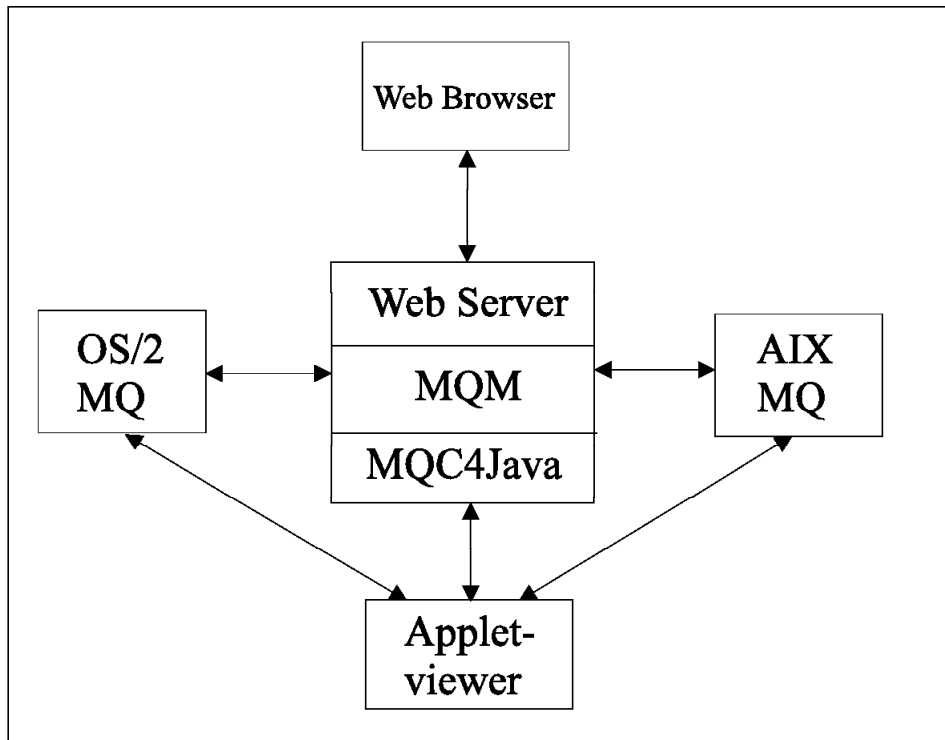 Web Browser
Web Server
OS/2
MQ
MQM
AIX
MQ
MQC4Java
Applet-
viewer